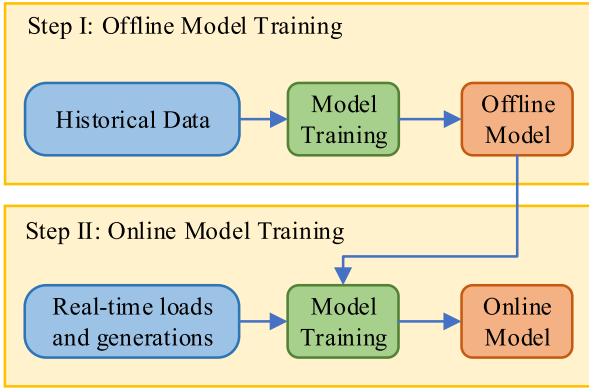 Step I: Offline Model Training
Historical Data
Model
Training
Offline
Model
Step II: Online Model Training
Real-time loads
and generations
Model
Training
Online
Model